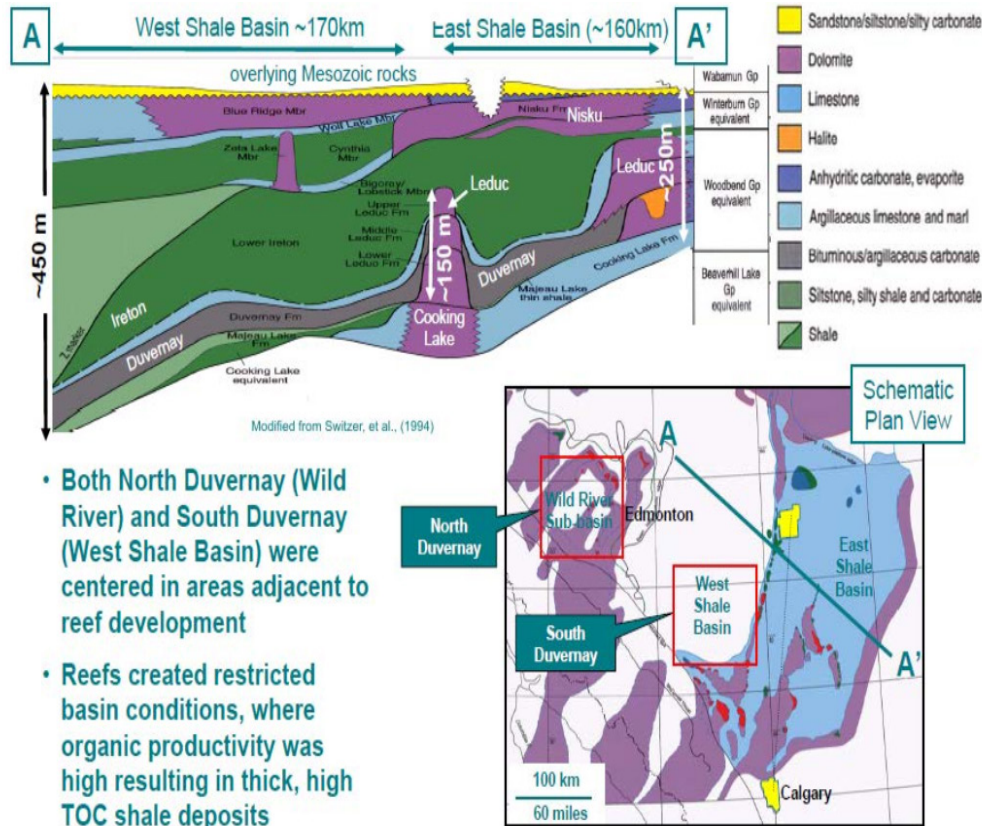 A
West Shale Basin ~170km
East Shale Basin (~160km)
A'
overlying Mesozoic rocks
Blue Ridge Mbr
Wolf Lake Mbr
Nisku Fm
Nisku
Zeta Lake
Mbr
Cynthia
Mbr
Bigoray/
Lobstick Mbr
Leduc
Upper
Leduc Fm
Middle
Leduc Fm
Lower
Leduc Fm
Lower Ireton
~450 m
~150 m
~250m
Leduc
Z marker
Ireton
Duvernay
Duvernay Fm
Majeau Lake
Fm
Cooking Lake
equivalent
Cooking
Lake
Duvernay
Cooking Lake Fm
Majeau Lake
thin shale
Modified from Switzer, et al., (1994)
Wabamun Gp
Winterburn Gp
equivalent
Woodbend Gp
equivalent
Beaverhill Lake
Gp
equivalent
Sandstone/siltstone/silty carbonate
Dolomite
Limestone
Halite
Anhydritic carbonate, evaporite
Argillaceous limestone and marl
Bituminous/argillaceous carbonate
Siltstone, silty shale and carbonate
Shale
• Both North Duvernay (Wild
River) and South Duvernay
(West Shale Basin) were
centered in areas adjacent to
reef development
• Reefs created restricted
basin conditions, where
organic productivity was
high resulting in thick, high
TOC shale deposits
Schematic
Plan View
A
Wild River
Sub-basin
Edmonton
North
Duvernay
East
Shale
Basin
West
Shale
Basin
South
Duvernay
A'
100 km
60 miles
Calgary